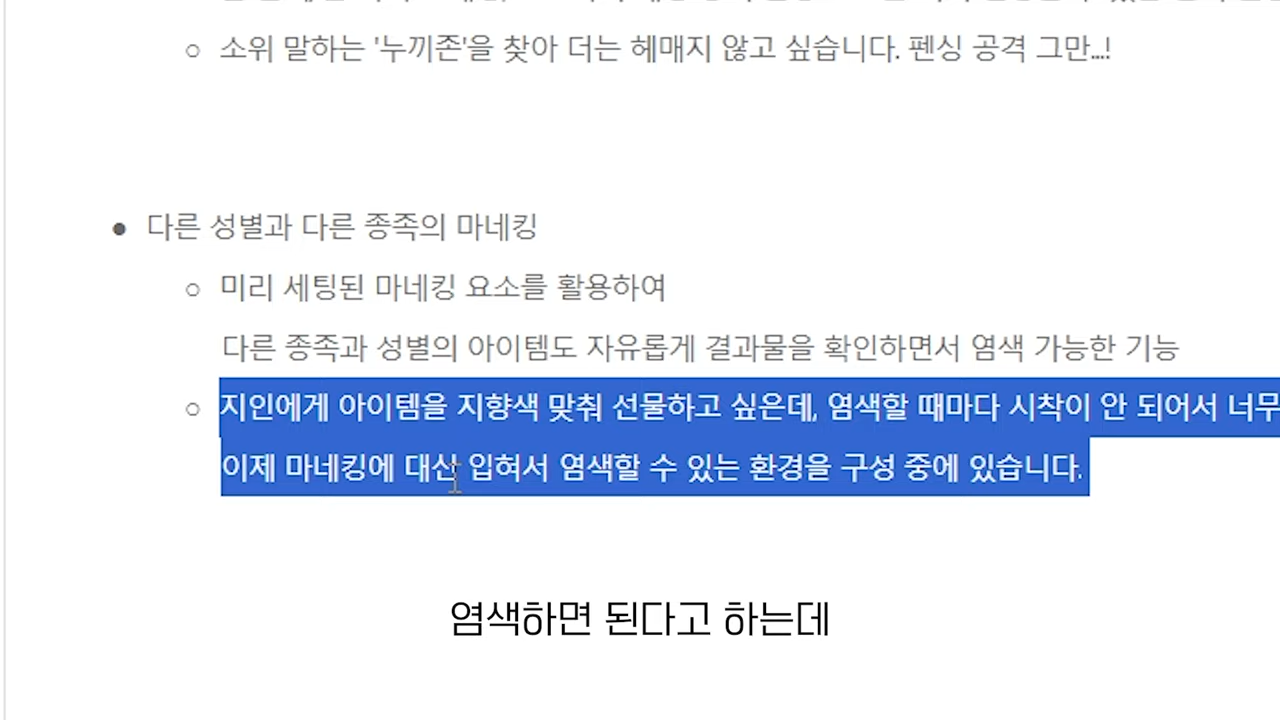 소위 말하는 '누끼존'을 찾아 더는 헤매지 않고 싶습니다. 펜싱 공격 그만...!
다른 성별과 다른 종족의 마네킹
미리 세팅된 마네킹 요소를 활용하여
다른 종족과 성별의 아이템도 자유롭게 결과물을 확인하면서 염색 가능한 기능
지인에게 아이템을 지향색 맞춰 선물하고 싶은데, 염색할 때마다 시착이 안 되어서 너무
이제 마네킹에 대신 입혀서 염색할 수 있는 환경을 구성 중에 있습니다.
염색하면 된다고 하는데